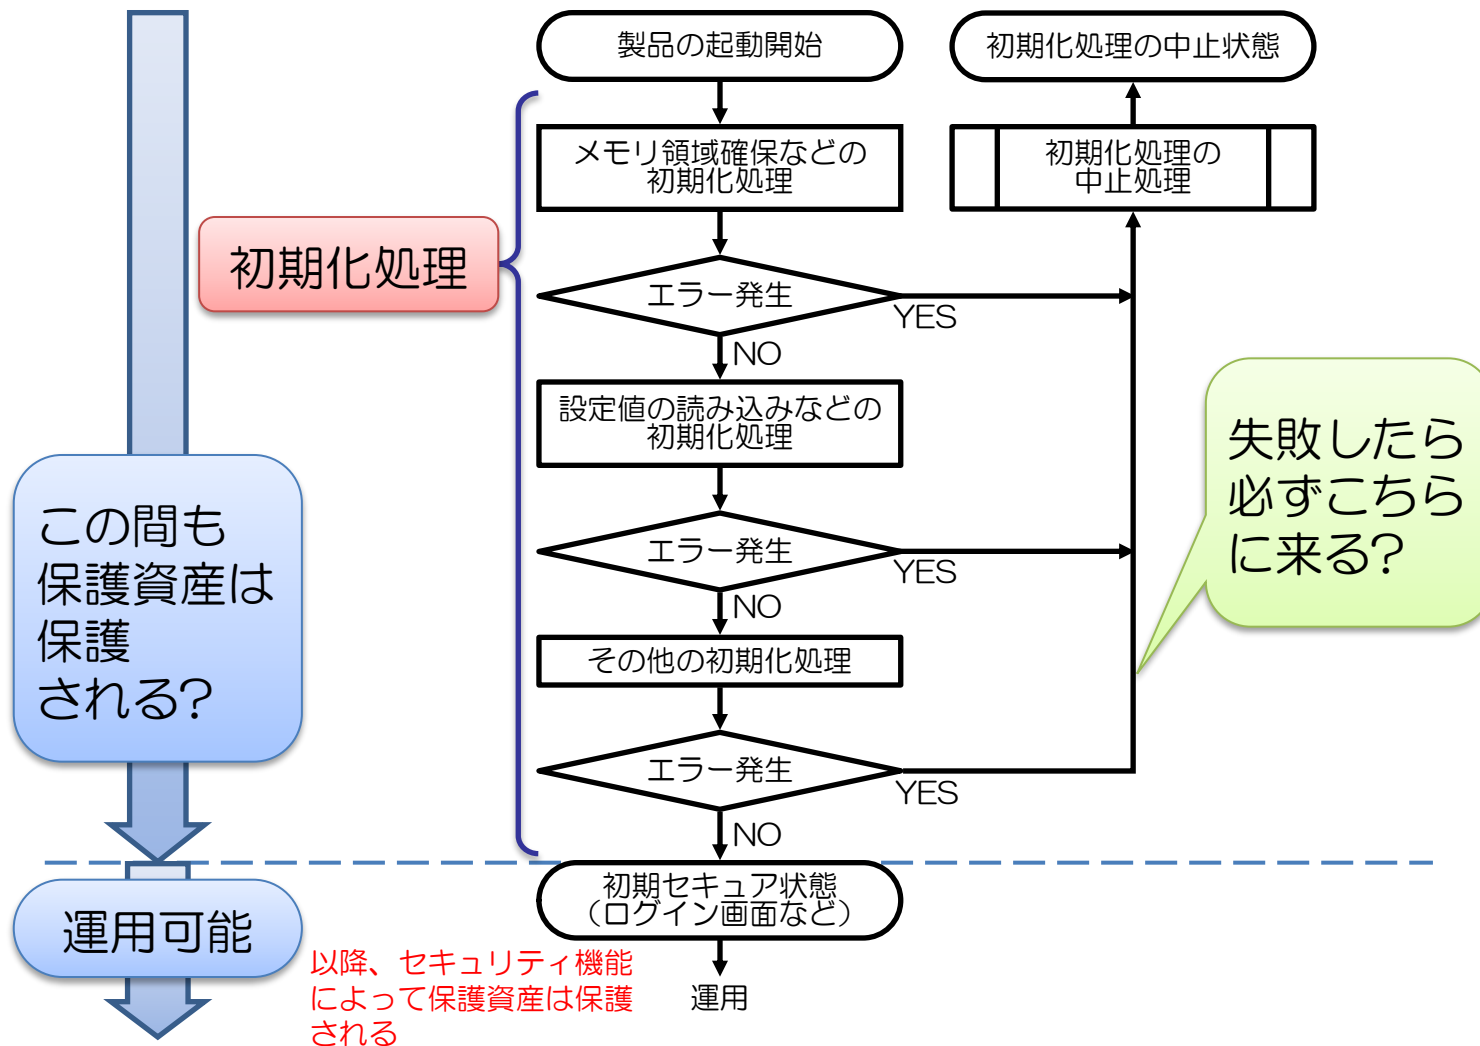 製品の起動開始
初期化処理の中止状態
メモリ領域確保などの
初期化処理
初期化処理の
中止処理
初期化処理
エラー発生
YES
NO
設定値の読み込みなどの
初期化処理
失敗したら
必ずこちら
に来る?
この間も
保護資産は
保護
される?
エラー発生
YES
NO
その他の初期化処理
エラー発生
YES
NO
初期セキュア状態
（ログイン画面など）
運用可能
以降、セキュリティ機能
によって保護資産は保護
される
運用